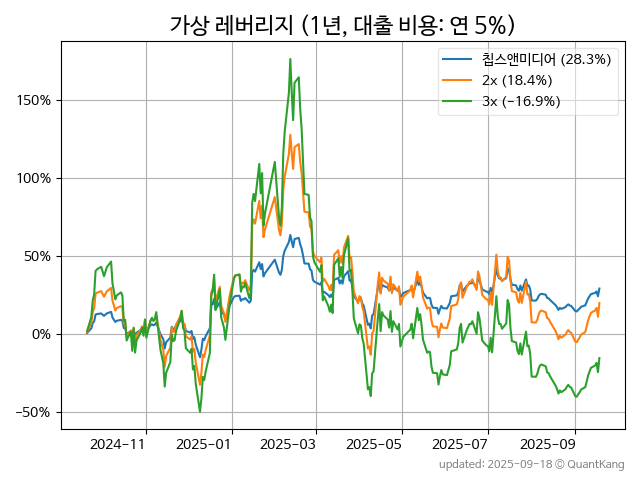 가상 레버리지 (1년, 대출 비용: 연 5%)
칩스앤미디어 (28.3%)
2x (18.4%)
3x (−16.9%)
150%
100%
50%
0%
−50%
2024−11
2025−01
2025−03
2025−05
2025−07
2025−09
updated: 2025-09-18 © QuantKang